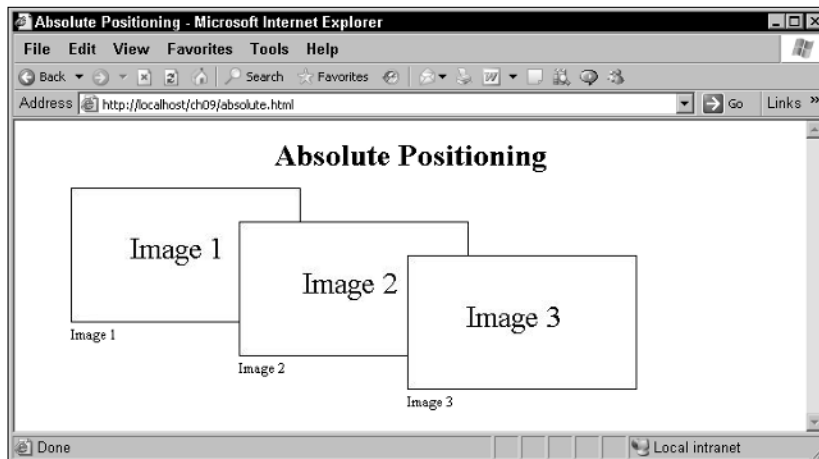 Absolute Positioning - Microsoft Internet Explorer
File Edit View Favorites Tools Help
Back Search Favorites
Address http://localhost/ch09/absolute.html Go Links »
Absolute Positioning
Image 1
Image 2
Image 3
Image 1
Image 2
Image 3
Done Local intranet